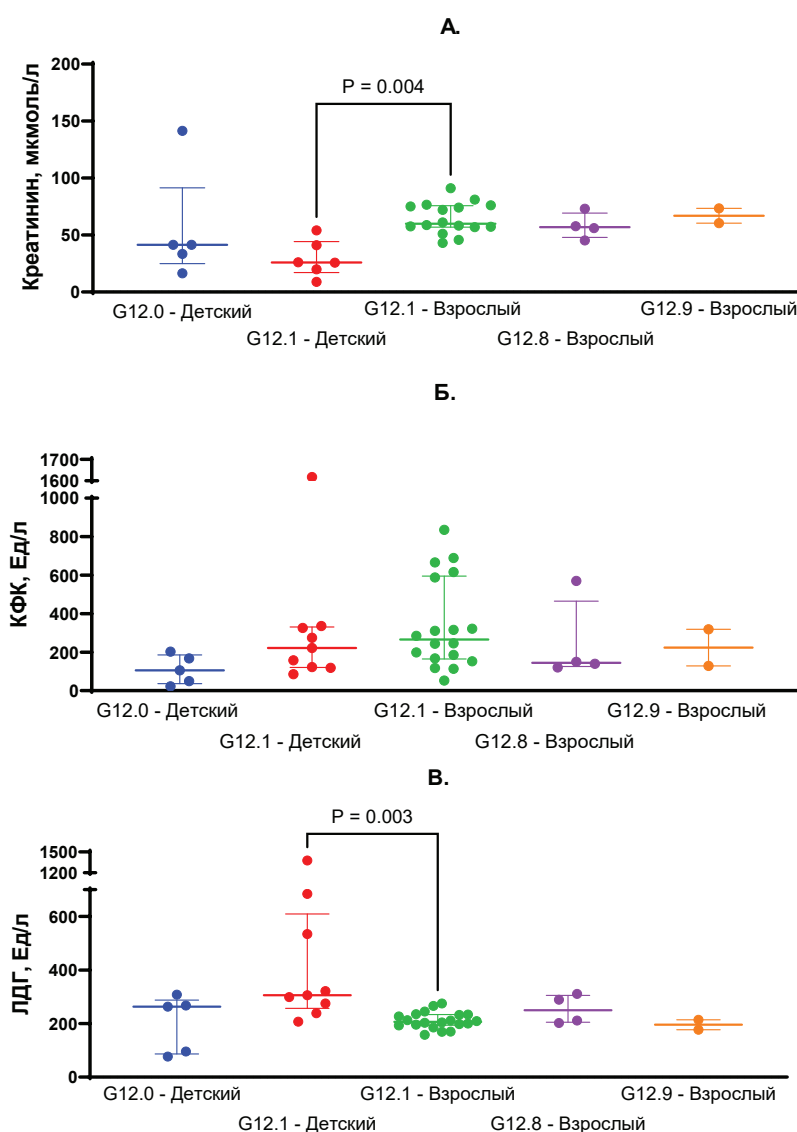 А.
Креатинин, мкмоль/л
200
150
100
50
0
P = 0.004
G12.0 - Детский
G12.1 - Взрослый
G12.9 - Взрослый
G12.1 - Детский
G12.8 - Взрослый
Б.
КФК, Ед/л
1700
1600
1000
800
600
400
200
0
G12.0 - Детский
G12.1 - Взрослый
G12.9 - Взрослый
G12.1 - Детский
G12.8 - Взрослый
В.
ЛДГ, Ед/л
P = 0.003
1500
1200
600
400
200
0
G12.0 - Детский
G12.1 - Взрослый
G12.9 - Взрослый
G12.1 - Детский
G12.8 - Взрослый